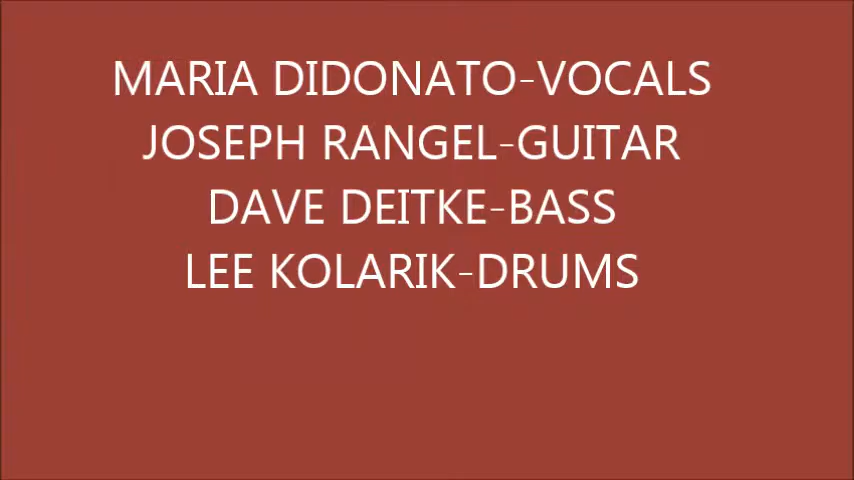 MARIA DIDONATO-VOCALS
JOSEPH RANGEL-GUITAR
DAVE DEITKE-BASS
LEE KOLARIK-DRUMS